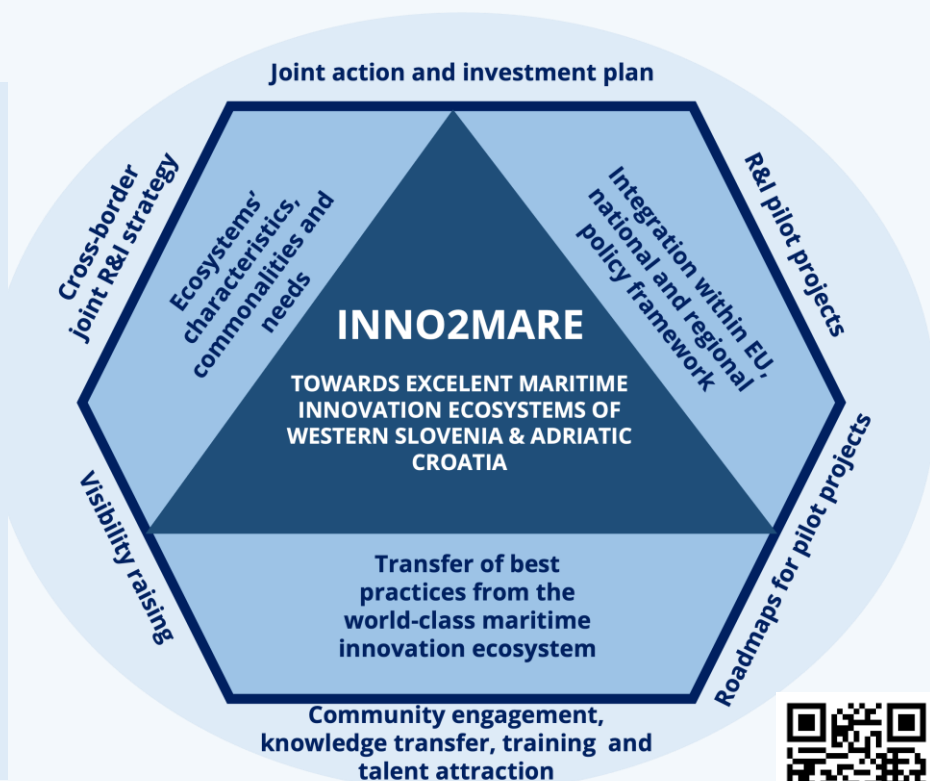 Joint action and investment plan
Cross-border
joint R&I strategy
Ecosystems’
characteristics,
commonalities and
needs
Integration within EU,
national and regional
policy framework
R&I pilot projects
INNO2MARE
TOWARDS EXCELENT MARITIME
INNOVATION ECOSYSTEMS OF
WESTERN SLOVENIA & ADRIATIC
CROATIA
Visibility raising
Roadmaps for pilot projects
Transfer of best
practices from the
world-class maritime
innovation ecosystem
Community engagement,
knowledge transfer, training and
talent attraction